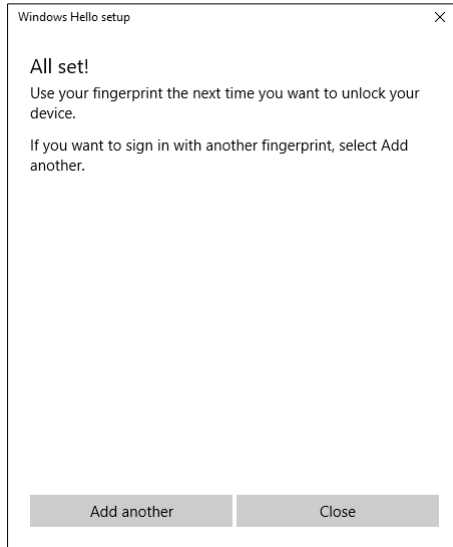 Windows Hello setup
All set!
Use your fingerprint the next time you want to unlock your
device.
If you want to sign in with another fingerprint, select Add
another.
Add another
Close